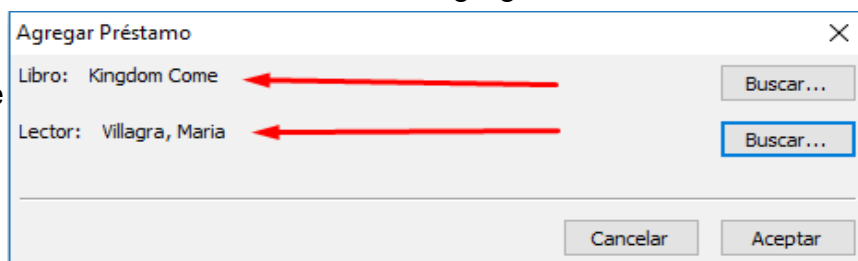 Agregar Préstamo
Libro: Kingdom Come
Buscar...
Lector: Villagra, Maria
Buscar...
Cancelar
Aceptar